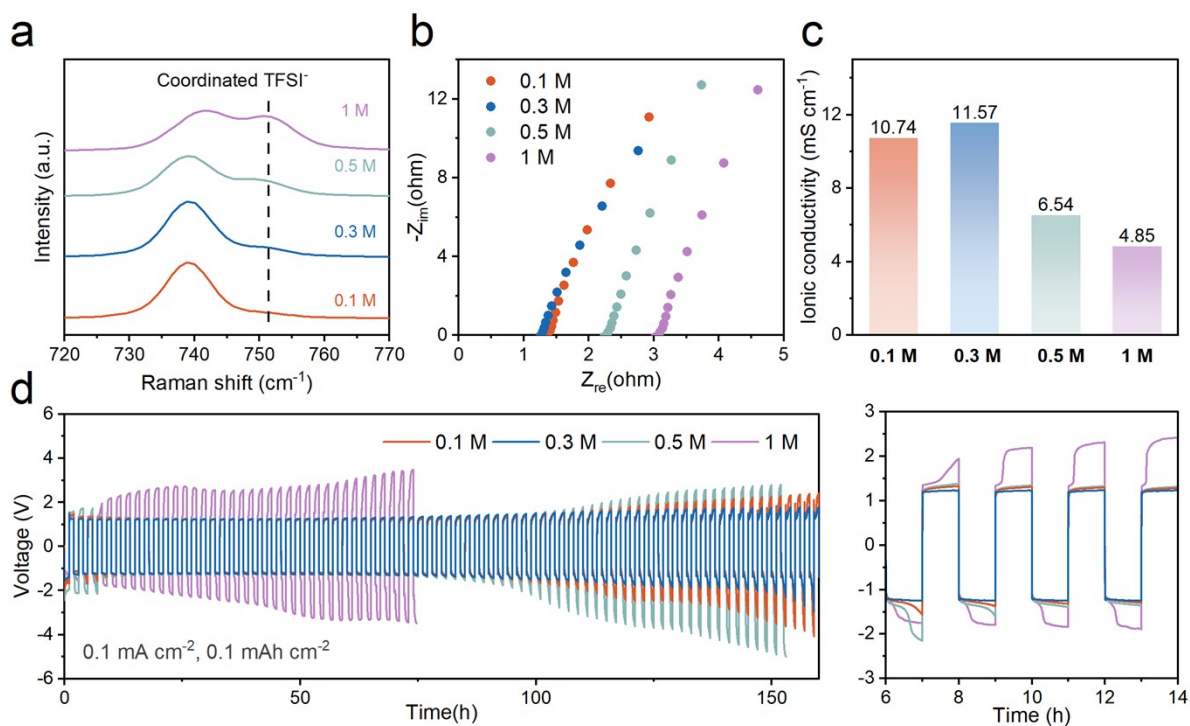 a
Coordinated TFSI⁻
1 M
0.5 M
0.3 M
0.1 M
Intensity (a.u.)
720 730 740 750 760 770
Raman shift (cm⁻¹)
b
0.1 M
0.3 M
0.5 M
1 M
12
8
4
0
-Z_im(ohm)
0 1 2 3 4 5
Z_re(ohm)
c
Ionic conductivity (mS cm⁻¹)
12
8
4
0
10.74
11.57
6.54
4.85
0.1 M 0.3 M 0.5 M 1 M
d
0.1 M 0.3 M 0.5 M 1 M
6
4
2
0
-2
-4
-6
Voltage (V)
0.1 mA cm⁻², 0.1 mAh cm⁻²
0 50 100 150
Time(h)
3
2
1
0
-1
-2
-3
6 8 10 12 14
Time (h)